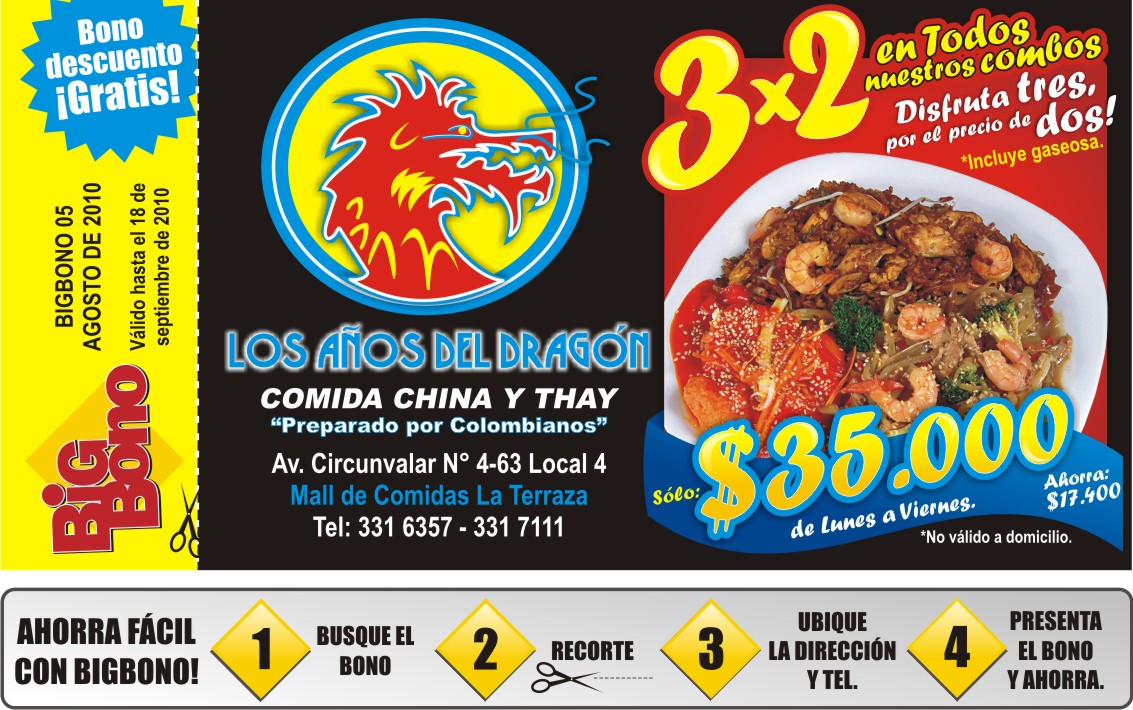 Bono
descuento
¡Gratis!
BIGBONO 05
AGOSTO DE 2010
Válido hasta el 18 de
septiembre de 2010
BIG
Bono
LOS AÑOS DEL DRAGÓN
COMIDA CHINA Y THAY
“Preparado por Colombianos”
Av. Circunvalar N° 4-63 Local 4
Mall de Comidas La Terraza
Tel: 331 6357 - 331 7111
3x2
en Todos
nuestros combos
Disfruta tres,
por el precio de dos!
*Incluye gaseosa.
Sólo: $35.000
de Lunes a Viernes.
Ahorra:
$17.400
*No válido a domicilio.
AHORRA FÁCIL
CON BIGBONO!
1
BUSQUE EL
BONO
2
RECORTE
3
UBIQUE
LA DIRECCIÓN
Y TEL.
4
PRESENTA
EL BONO
Y AHORRA.